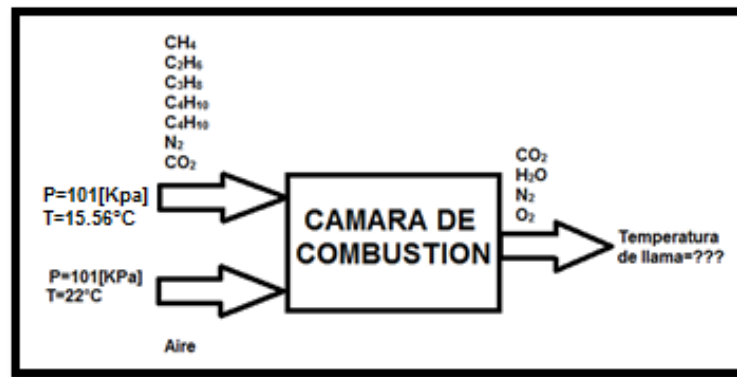 CH₄
C₂H₆
C₃H₈
C₄H₁₀
C₄H₁₀
N₂
CO₂
P=101[Kpa]
T=15.56°C
P=101[KPa]
T=22°C
Aire
CAMARA DE
COMBUSTION
CO₂
H₂O
N₂
O₂
Temperatura
de llama=???